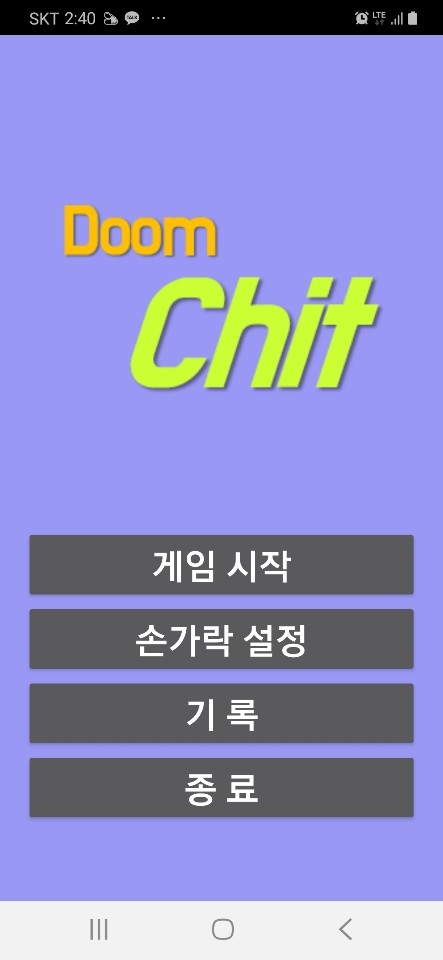 SKT 2:40 TALK ··· LTE
Doom
Chit
게임 시작
손가락 설정
기 록
종 료